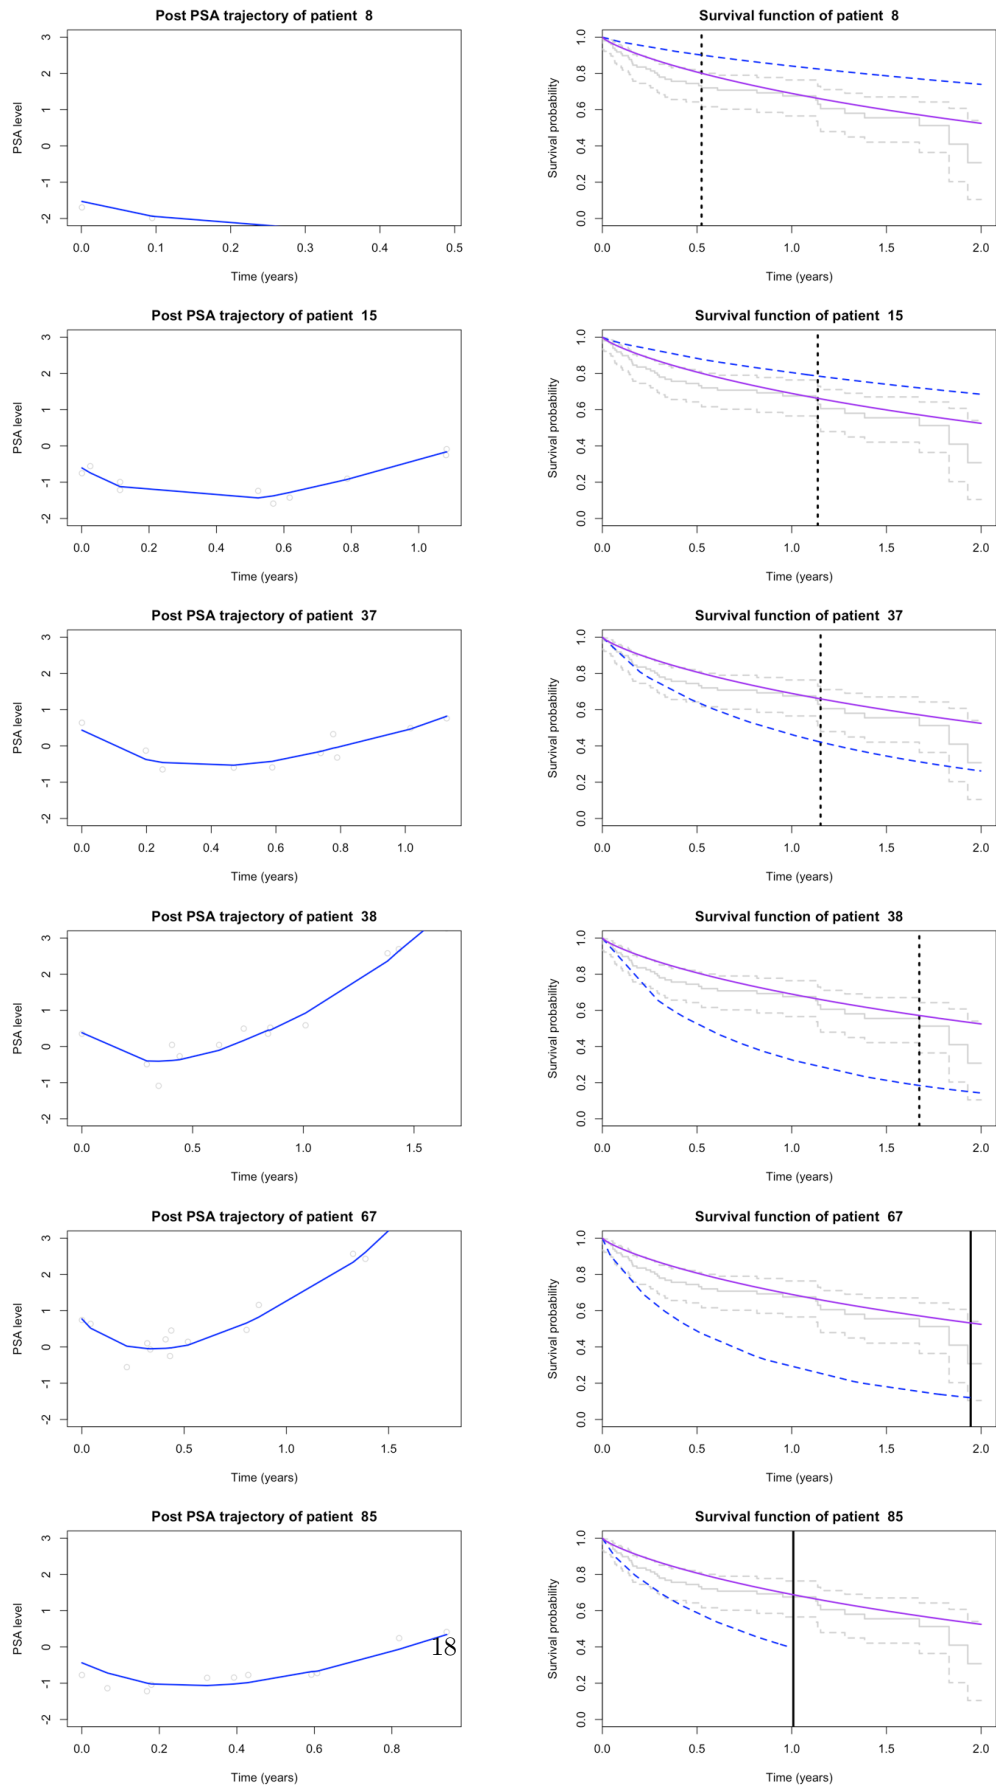 Post PSA trajectory of patient 8
PSA level
3
2
1
0
-1
-2
0.0 0.1 0.2 0.3 0.4 0.5
Time (years)
Survival function of patient 8
Survival probability
1.0
0.8
0.6
0.4
0.2
0.0
0.0 0.5 1.0 1.5 2.0
Time (years)
Post PSA trajectory of patient 15
PSA level
3
2
1
0
-1
-2
0.0 0.2 0.4 0.6 0.8 1.0
Time (years)
Survival function of patient 15
Survival probability
1.0
0.8
0.6
0.4
0.2
0.0
0.0 0.5 1.0 1.5 2.0
Time (years)
Post PSA trajectory of patient 37
PSA level
3
2
1
0
-1
-2
0.0 0.2 0.4 0.6 0.8 1.0
Time (years)
Survival function of patient 37
Survival probability
1.0
0.8
0.6
0.4
0.2
0.0
0.0 0.5 1.0 1.5 2.0
Time (years)
Post PSA trajectory of patient 38
PSA level
3
2
1
0
-1
-2
0.0 0.5 1.0 1.5
Time (years)
Survival function of patient 38
Survival probability
1.0
0.8
0.6
0.4
0.2
0.0
0.0 0.5 1.0 1.5 2.0
Time (years)
Post PSA trajectory of patient 67
PSA level
3
2
1
0
-1
-2
0.0 0.5 1.0 1.5
Time (years)
Survival function of patient 67
Survival probability
1.0
0.8
0.6
0.4
0.2
0.0
0.0 0.5 1.0 1.5 2.0
Time (years)
Post PSA trajectory of patient 85
PSA level
3
2
1
0
-1
-2
0.0 0.2 0.4 0.6 0.8
Time (years)
18
Survival function of patient 85
Survival probability
1.0
0.8
0.6
0.4
0.2
0.0
0.0 0.5 1.0 1.5 2.0
Time (years)